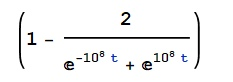 (1 - 2 / (ⅇ^(-10^8 t) + ⅇ^(10^8 t)))